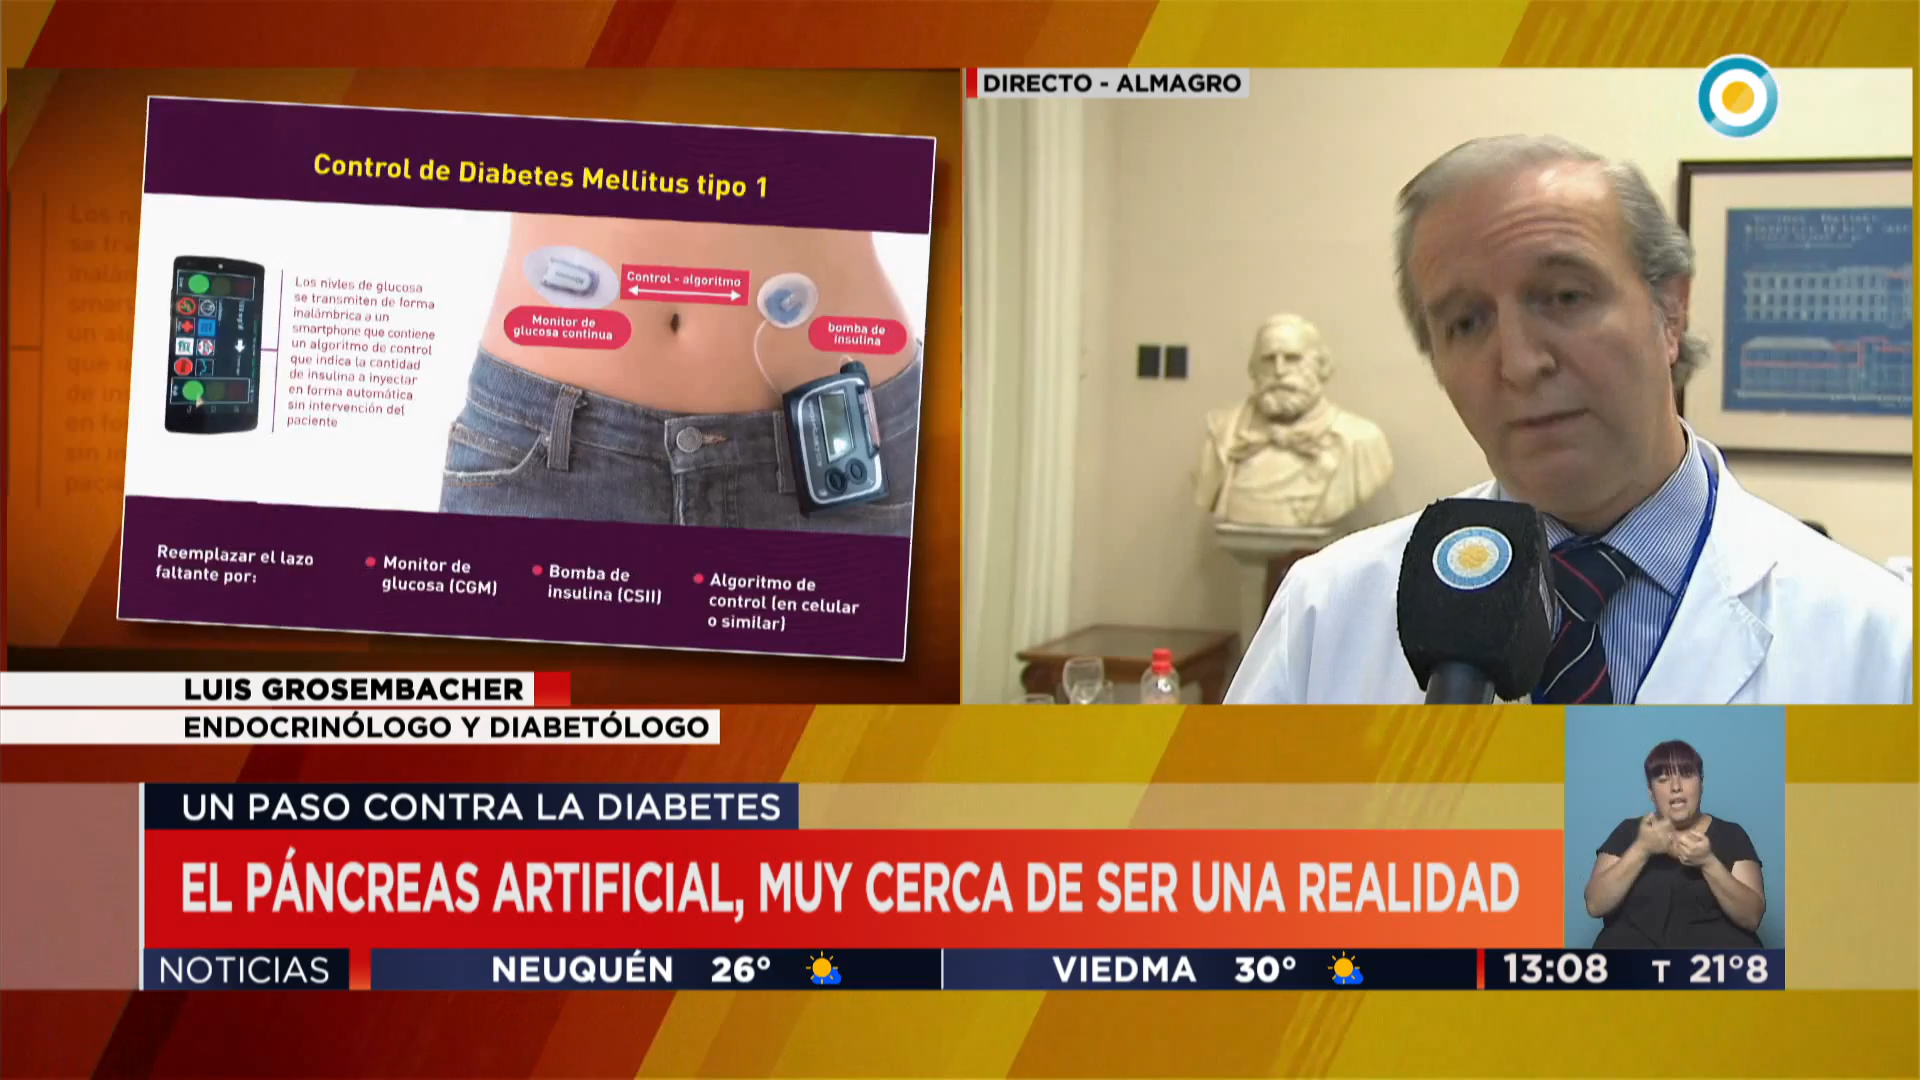 DIRECTO - ALMAGRO
Control de Diabetes Mellitus tipo 1
Los nivles de glucosa
se transmiten de forma
inalámbrica a un
smartphone que contiene
un algoritmo de control
que indica la cantidad
de insulina a inyectar
en forma automática
sin intervención del
paciente
Control - algoritmo
Monitor de
glucosa continua
bomba de
insulina
Reemplazar el lazo
faltante por:
Monitor de
glucosa (CGM)
Bomba de
insulina (CSII)
Algoritmo de
control (en celular
o similar)
LUIS GROSEMBACHER
ENDOCRINÓLOGO Y DIABETÓLOGO
UN PASO CONTRA LA DIABETES
EL PÁNCREAS ARTIFICIAL, MUY CERCA DE SER UNA REALIDAD
NOTICIAS
NEUQUÉN 26°
VIEDMA 30°
13:08 T 21°8